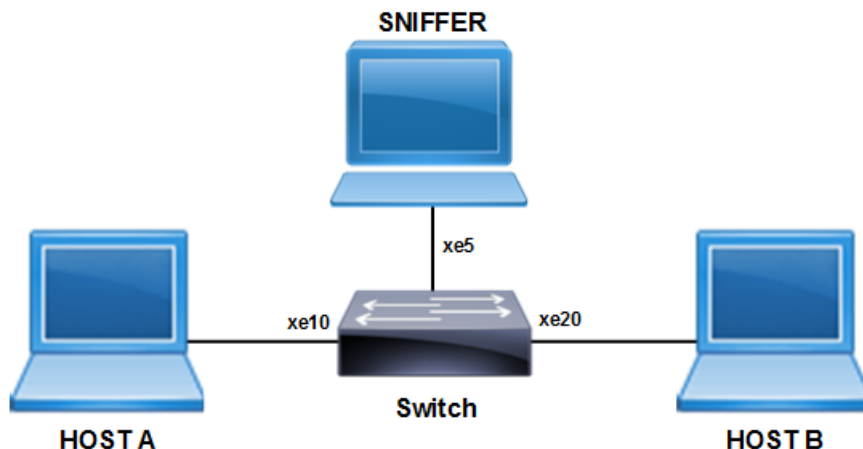 SNIFFER
xe5
xe10
xe20
Switch
HOST A
HOST B